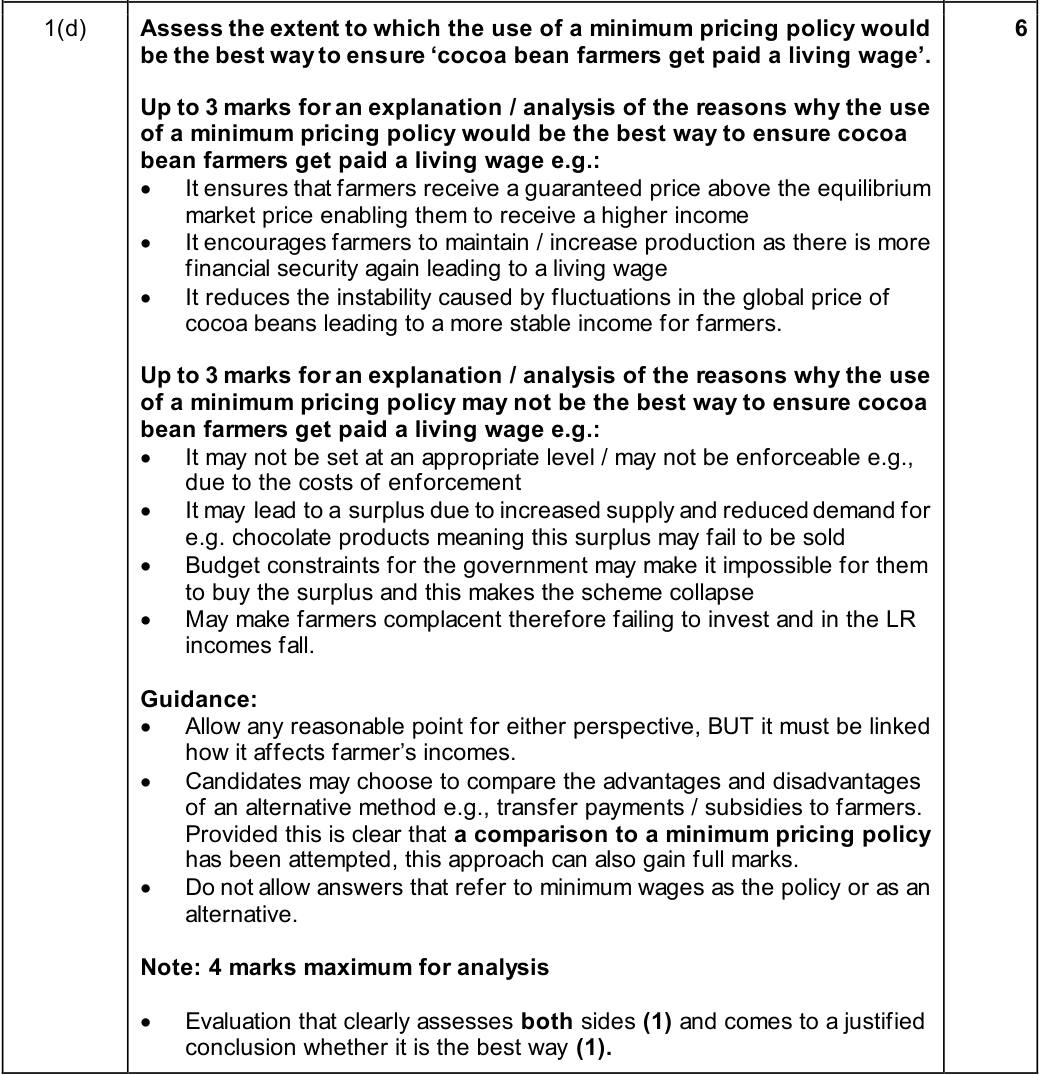 1(d)
Assess the extent to which the use of a minimum pricing policy would
be the best way to ensure ‘cocoa bean farmers get paid a living wage’.
6
Up to 3 marks for an explanation / analysis of the reasons why the use
of a minimum pricing policy would be the best way to ensure cocoa
bean farmers get paid a living wage e.g.:
• It ensures that farmers receive a guaranteed price above the equilibrium
market price enabling them to receive a higher income
• It encourages farmers to maintain / increase production as there is more
financial security again leading to a living wage
• It reduces the instability caused by fluctuations in the global price of
cocoa beans leading to a more stable income for farmers.
Up to 3 marks for an explanation / analysis of the reasons why the use
of a minimum pricing policy may not be the best way to ensure cocoa
bean farmers get paid a living wage e.g.:
• It may not be set at an appropriate level / may not be enforceable e.g.,
due to the costs of enforcement
• It may lead to a surplus due to increased supply and reduced demand for
e.g. chocolate products meaning this surplus may fail to be sold
• Budget constraints for the government may make it impossible for them
to buy the surplus and this makes the scheme collapse
• May make farmers complacent therefore failing to invest and in the LR
incomes fall.
Guidance:
• Allow any reasonable point for either perspective, BUT it must be linked
how it affects farmer’s incomes.
• Candidates may choose to compare the advantages and disadvantages
of an alternative method e.g., transfer payments / subsidies to farmers.
Provided this is clear that a comparison to a minimum pricing policy
has been attempted, this approach can also gain full marks.
• Do not allow answers that refer to minimum wages as the policy or as an
alternative.
Note: 4 marks maximum for analysis
• Evaluation that clearly assesses both sides (1) and comes to a justified
conclusion whether it is the best way (1).